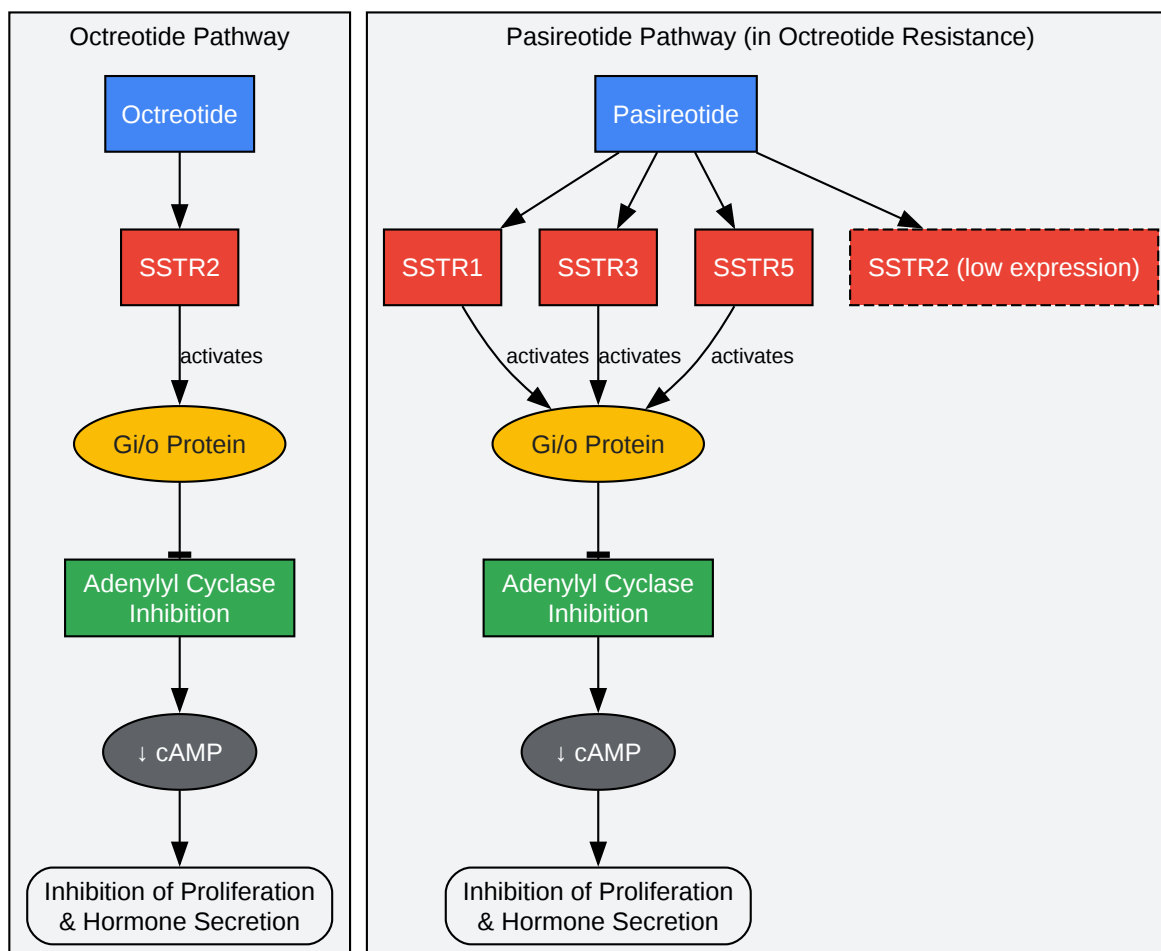 Octreotide Pathway
Octreotide
SSTR2
activates
Gi/o Protein
Adenylyl Cyclase
Inhibition
↓ cAMP
Inhibition of Proliferation
& Hormone Secretion
Pasireotide Pathway (in Octreotide Resistance)
Pasireotide
SSTR1
SSTR3
SSTR5
SSTR2 (low expression)
activates
activates
activates
Gi/o Protein
Adenylyl Cyclase
Inhibition
↓ cAMP
Inhibition of Proliferation
& Hormone Secretion